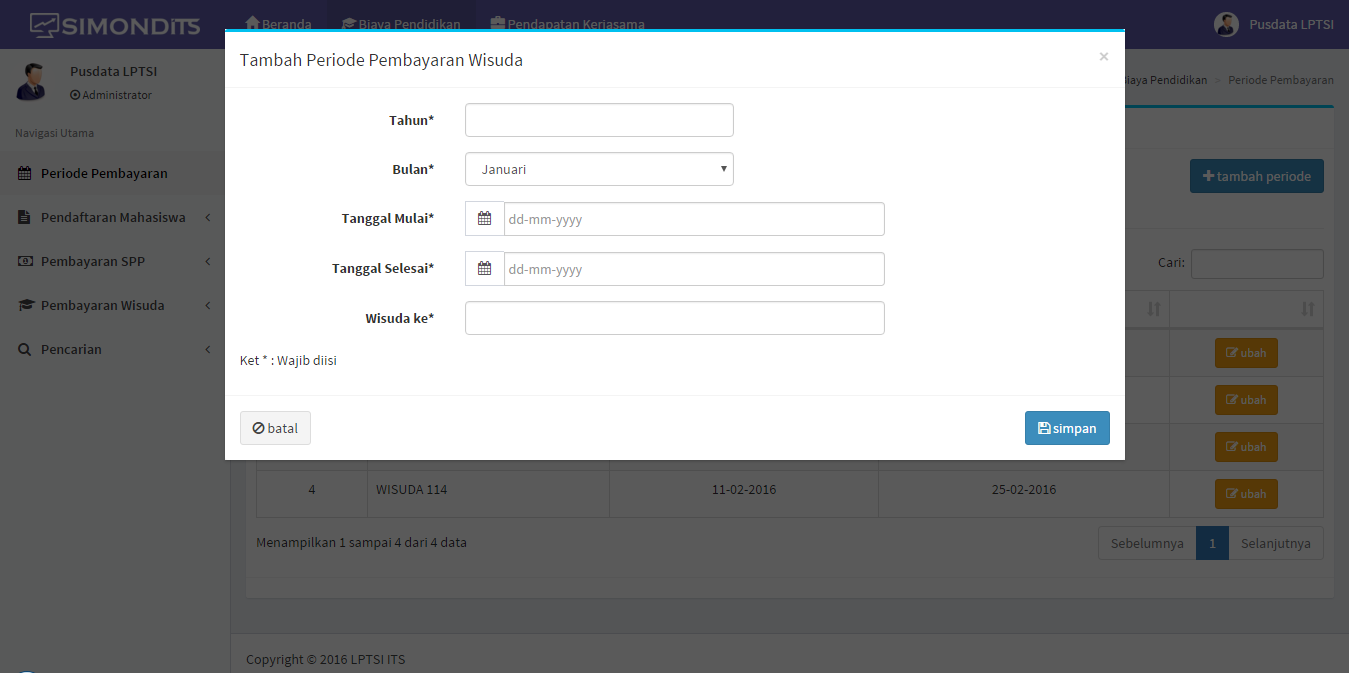 SIMONDITS
Beranda
Biaya Pendidikan
Pendapatan Kerjasama
Pusdata LPTSI
Pusdata LPTSI
Administrator
Navigasi Utama
Periode Pembayaran
Pendaftaran Mahasiswa
Pembayaran SPP
Pembayaran Wisuda
Pencarian
Biaya Pendidikan > Periode Pembayaran
tambah periode
Cari:
Tambah Periode Pembayaran Wisuda ×
Tahun*
Bulan* Januari
Tanggal Mulai* dd-mm-yyyy
Tanggal Selesai* dd-mm-yyyy
Wisuda ke*
Ket * : Wajib diisi
batal simpan
ubah
ubah
ubah
4 WISUDA 114 11-02-2016 25-02-2016 ubah
Menampilkan 1 sampai 4 dari 4 data
Sebelumnya 1 Selanjutnya
Copyright © 2016 LPTSI ITS